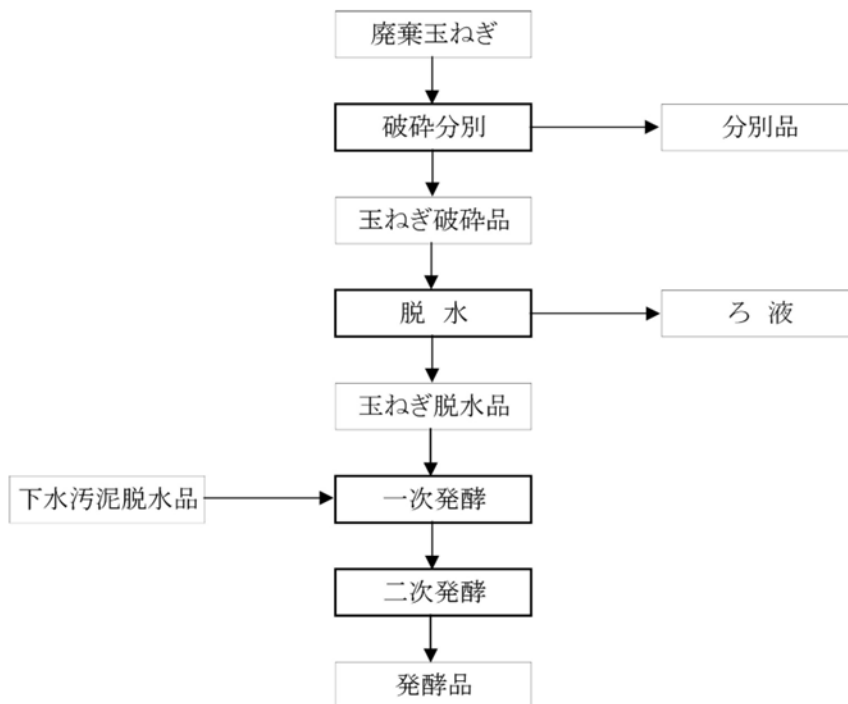 廃棄玉ねぎ
破砕分別
分別品
玉ねぎ破砕品
脱 水
ろ 液
玉ねぎ脱水品
下水汚泥脱水品
一次発酵
二次発酵
発酵品